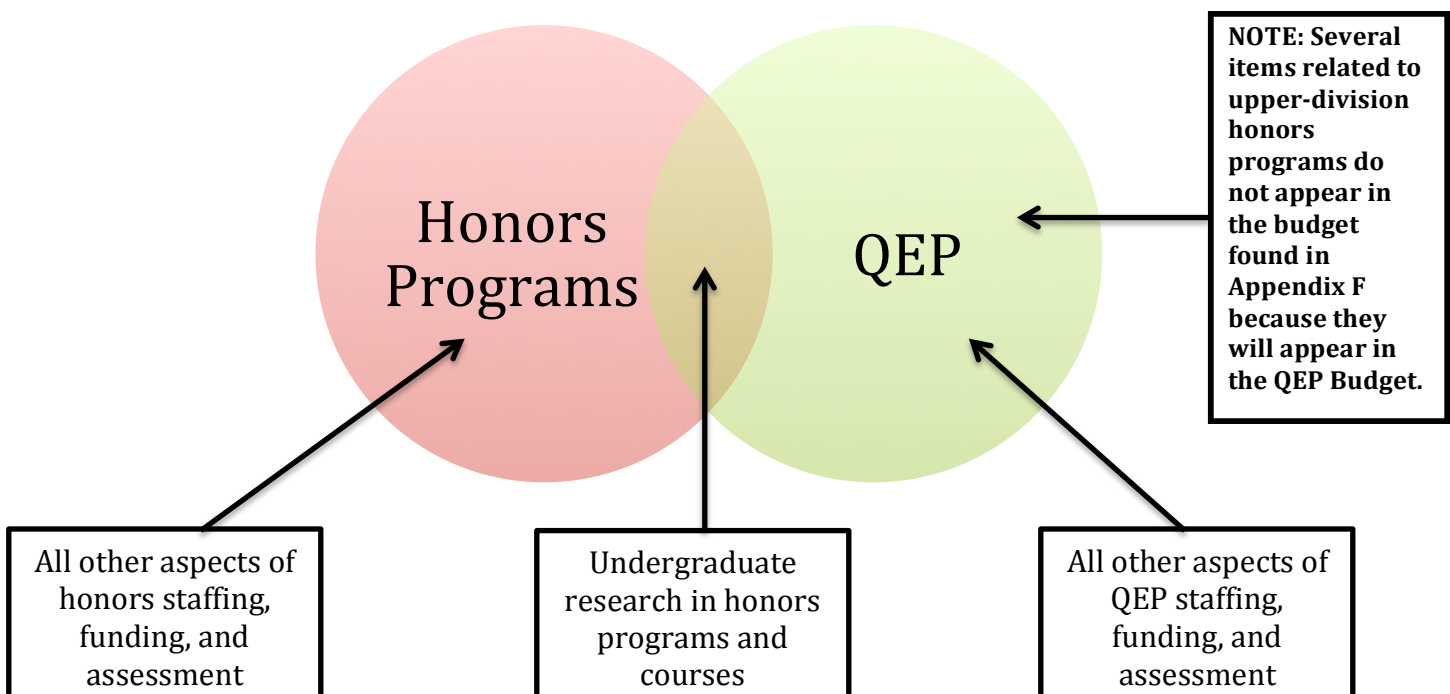 NOTE: Several
items related to
upper-division
honors
programs do
not appear in
the budget
found in
Appendix F
because they
will appear in
the QEP Budget.
Honors
Programs
QEP
All other aspects of
honors staffing,
funding, and
assessment
Undergraduate
research in honors
programs and
courses
All other aspects of
QEP staffing,
funding, and
assessment